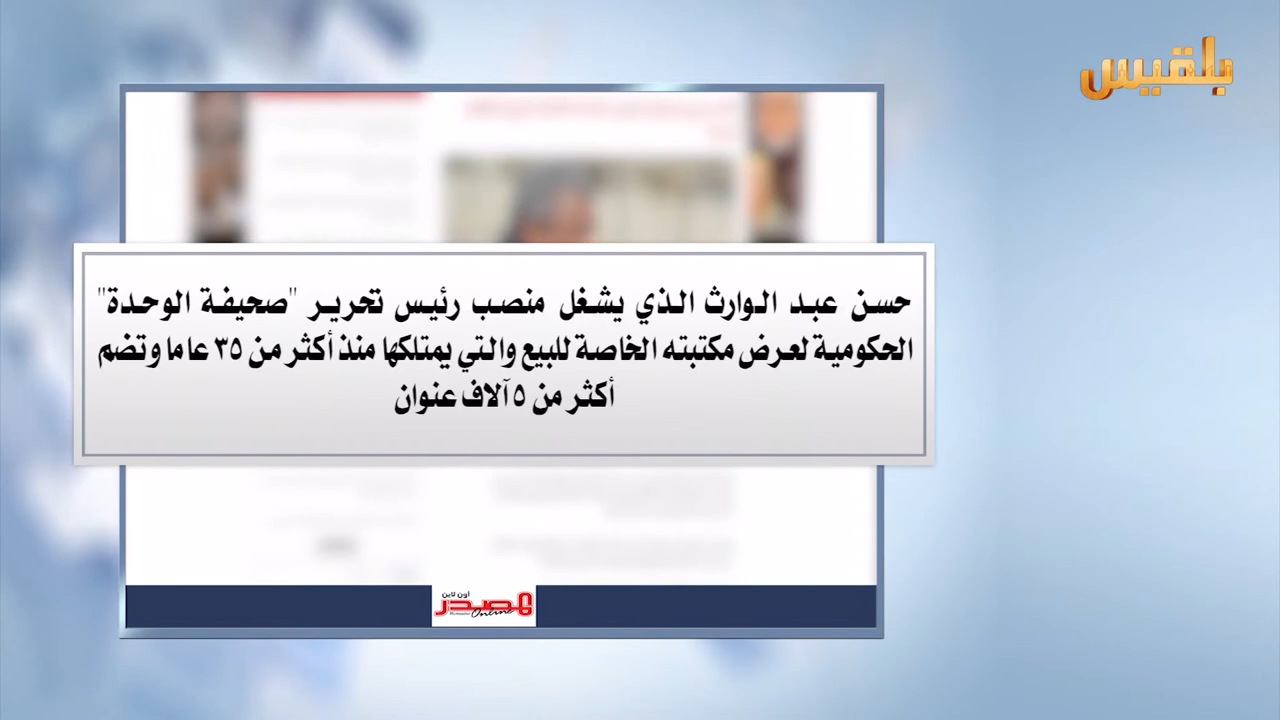 بلقيس
حسن عبد الوارث الذي يشغل منصب رئيس تحرير "صحيفة الوحدة"
الحكومية لعرض مكتبته الخاصة للبيع والتي يمتلكها منذ أكثر من ٣٥ عاما وتضم
أكثر من ٥ آلاف عنوان
أون لاين
المصدر
Online